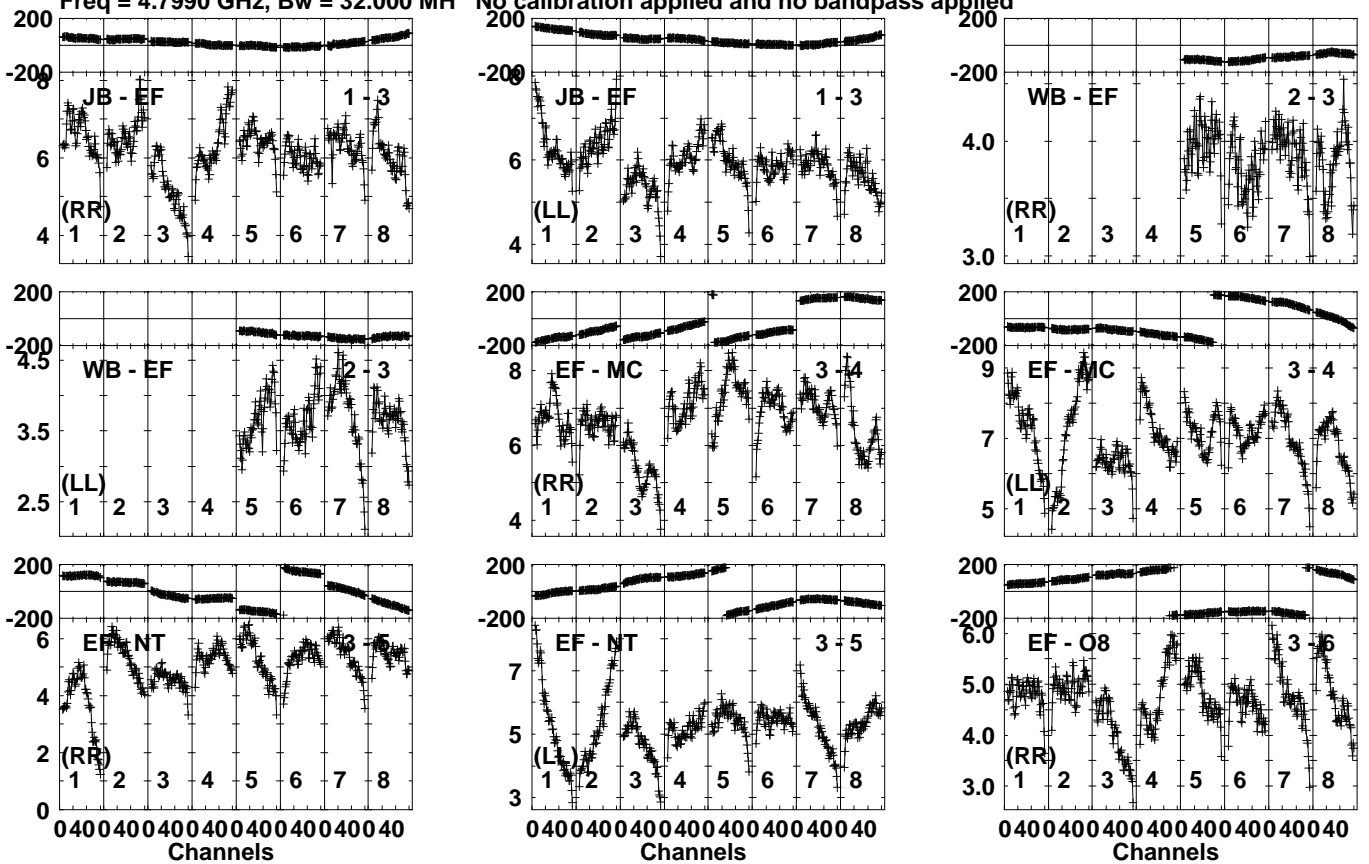 Freq = 4.7990 GHz, Bw = 32.000 MH No calibration applied and no bandpass applied
200
-200
8
JB - EF 1 - 3
6
(RR)
4
1 2 3 4 5 6 7 8
200
-200
8
JB - EF 1 - 3
6
(LL)
4
1 2 3 4 5 6 7 8
200
-200
WB - EF 2 - 3
4.0
(RR)
3.0
1 2 3 4 5 6 7 8
200
-200
4.5
WB - EF 2 - 3
3.5
(LL)
2.5
1 2 3 4 5 6 7 8
200
-200
8
EF - MC 3 - 4
6
(RR)
4
1 2 3 4 5 6 7 8
200
-200
9
EF - MC 3 - 4
7
(LL)
5
1 2 3 4 5 6 7 8
200
-200
6
EF - NT 3 - 5
4
2
(RR)
0
1 2 3 4 5 6 7 8
0 40 0 40 0 40 0 40 0 40 0 40 0 40 0 40
Channels
200
-200
EF - NT 3 - 5
7
5
(LL)
3
1 2 3 4 5 6 7 8
0 40 0 40 0 40 0 40 0 40 0 40 0 40 0 40
Channels
200
-200
6.0
EF - O8 3 - 6
5.0
4.0
(RR)
3.0
1 2 3 4 5 6 7 8
0 40 0 40 0 40 0 40 0 40 0 40 0 40 0 40
Channels